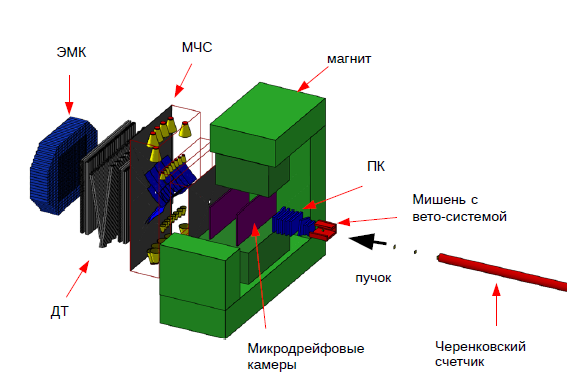 ЭМК
МЧС
магнит
ПК
Мишень с
вето-системой
пучок
ДТ
Микродрейфовые
камеры
Черенковский
счетчик